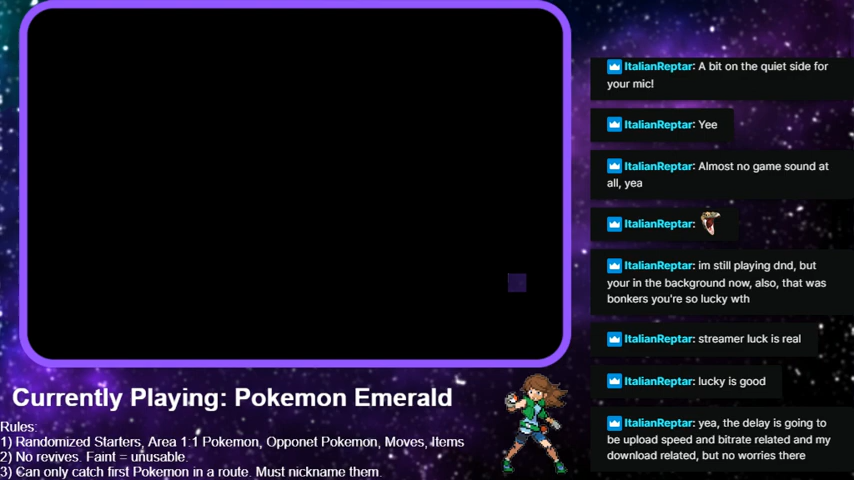 ItalianReptar: A bit on the quiet side for
your mic!
ItalianReptar: Yee
ItalianReptar: Almost no game sound at
all, yea
ItalianReptar:
ItalianReptar: im still playing dnd, but
your in the background now, also, that was
bonkers you're so lucky wth
ItalianReptar: streamer luck is real
ItalianReptar: lucky is good
ItalianReptar: yea, the delay is going to
be upload speed and bitrate related and my
download related, but no worries there
Currently Playing: Pokemon Emerald
Rules:
1) Randomized Starters, Area 1:1 Pokemon, Opponet Pokemon, Moves, Items
2) No revives. Faint = unusable.
3) Can only catch first Pokemon in a route. Must nickname them.